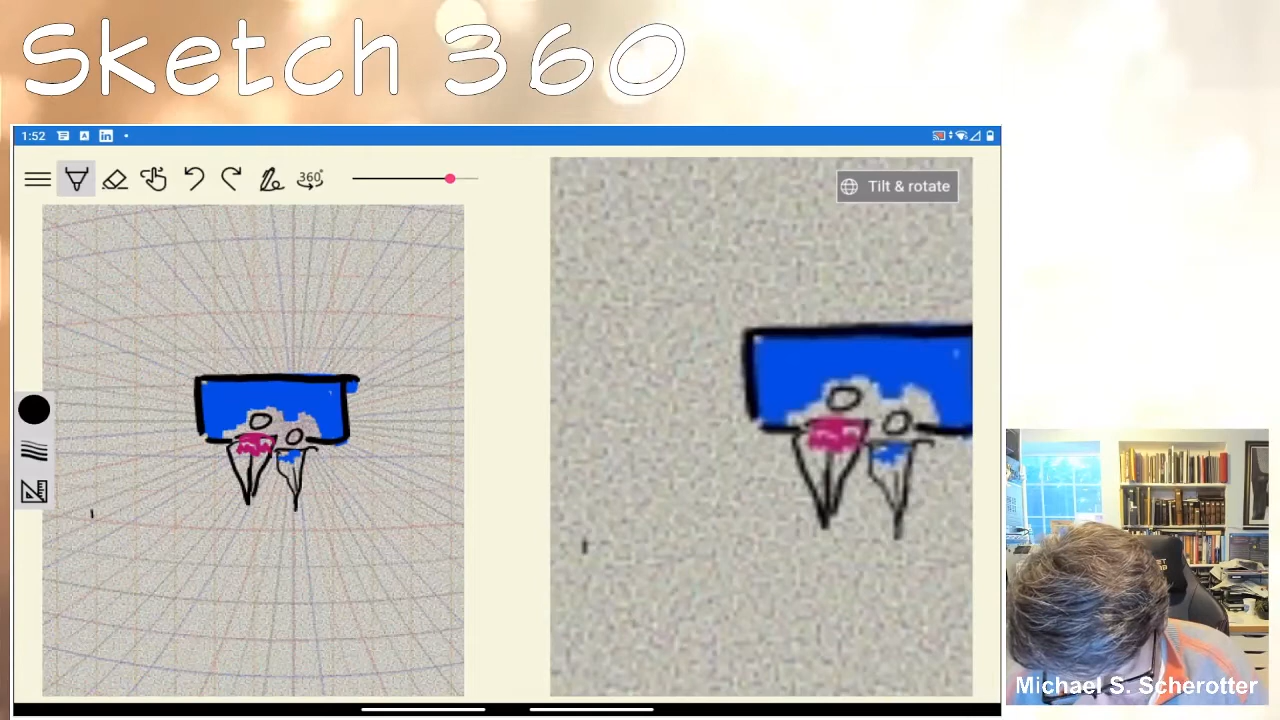 Sketch 360
1:52
360°
Tilt & rotate
Michael S. Scherotter